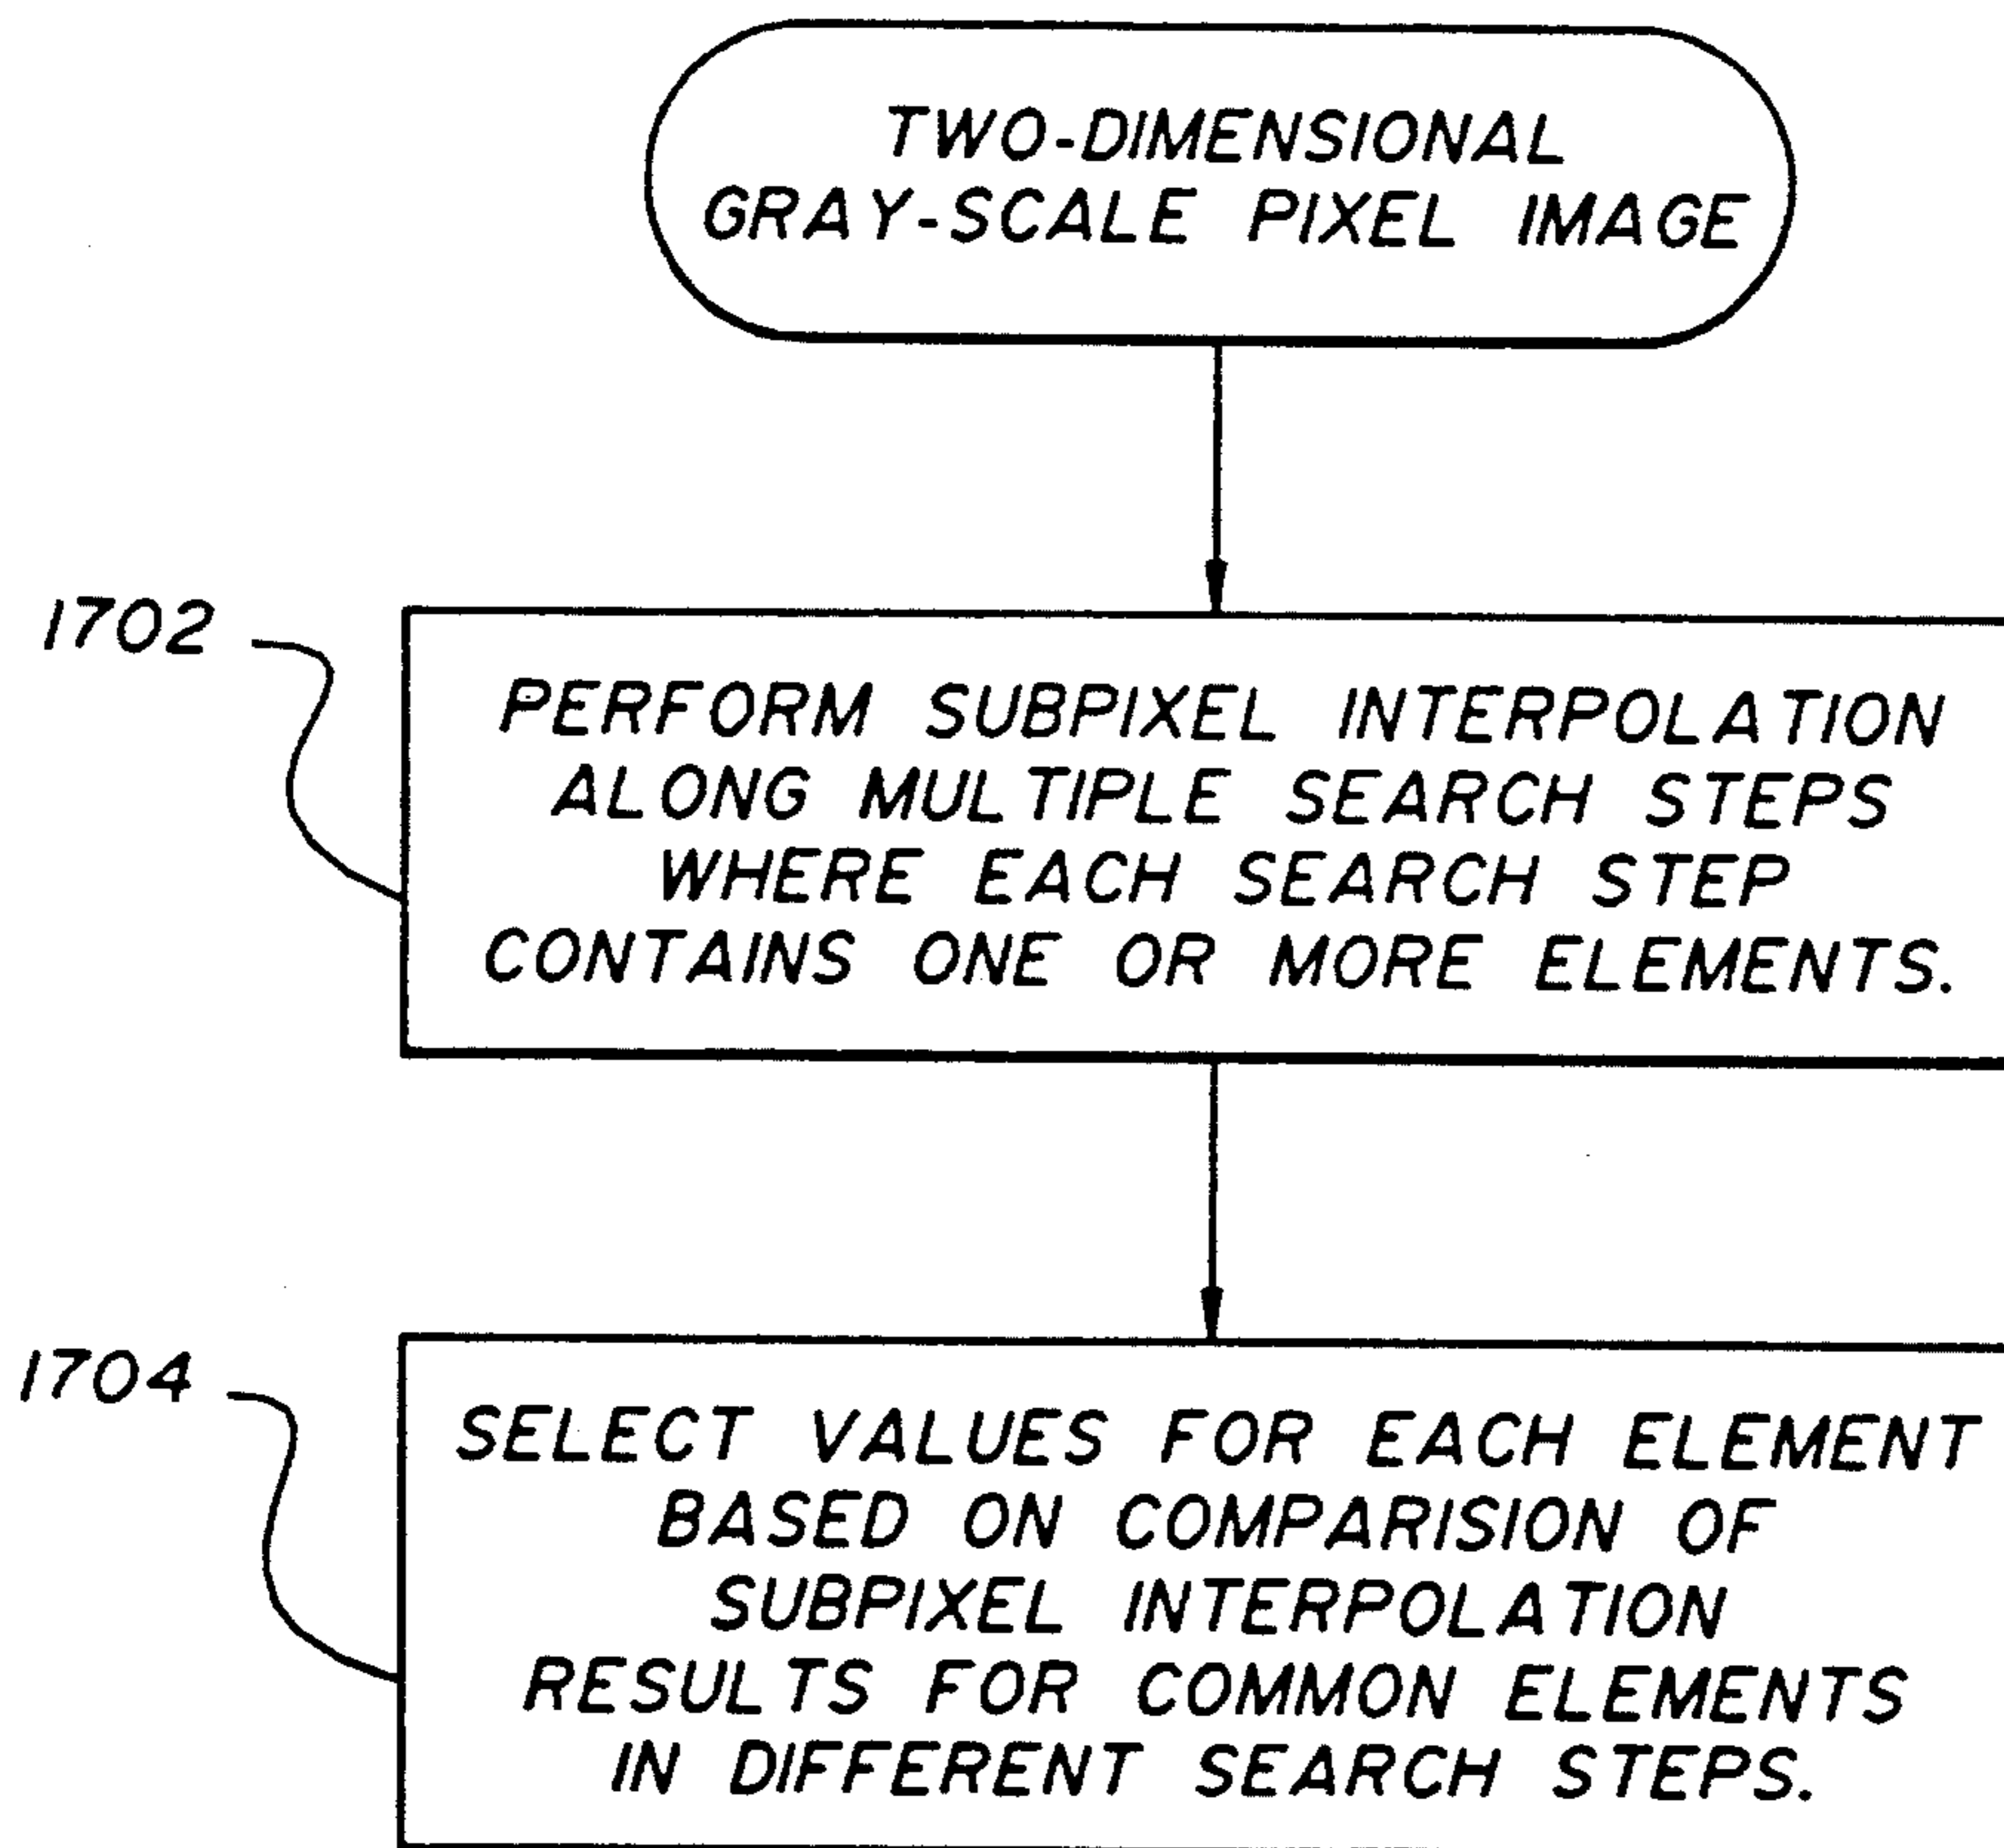 TWO-DIMENSIONAL
GRAY-SCALE PIXEL IMAGE
1702
PERFORM SUBPIXEL INTERPOLATION
ALONG MULTIPLE SEARCH STEPS
WHERE EACH SEARCH STEP
CONTAINS ONE OR MORE ELEMENTS.
1704
SELECT VALUES FOR EACH ELEMENT
BASED ON COMPARISION OF
SUBPIXEL INTERPOLATION
RESULTS FOR COMMON ELEMENTS
IN DIFFERENT SEARCH STEPS.